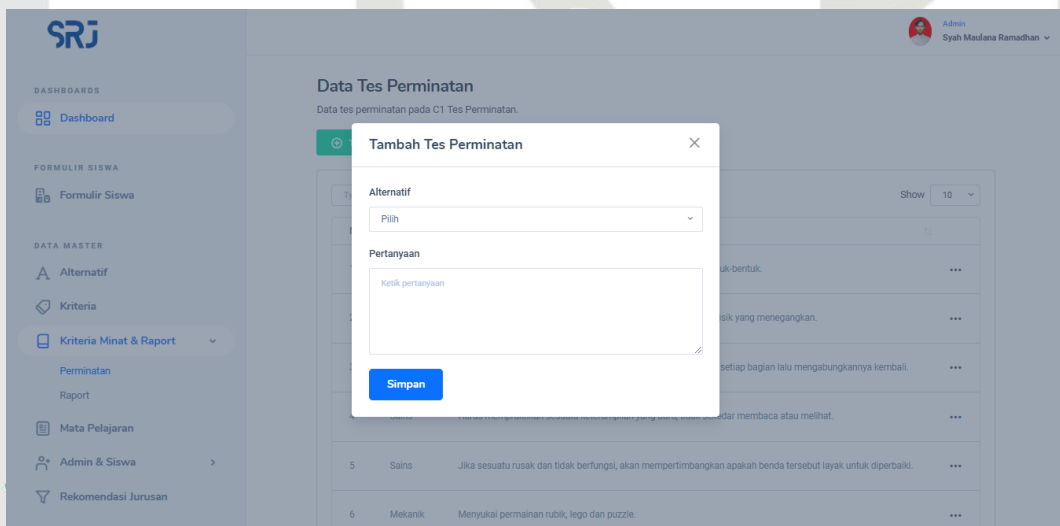 SRJ
Admin
Syah Maulana Ramadhan
DASHBOARDS
Dashboard
FORMULIR SISWA
Formulir Siswa
DATA MASTER
Alternatif
Kriteria
Kriteria Minat & Raport
Perminatan
Raport
Mata Pelajaran
Admin & Siswa
Rekomendasi Jurusan
Data Tes Perminatan
Data tes perminatan pada C1 Tes Perminatan.
Tambah Tes Perminatan
Alternatif
Pilih
Pertanyaan
Ketik pertanyaan
Simpan
Show 10
uk-bentuk.
sik yang menegangkan.
setiap bagian lalu mengabungkannya kembali.
membaca atau melihat.
5 Sains Jika sesuatu rusak dan tidak berfungsi, akan mempertimbangkan apakah benda tersebut layak untuk diperbaiki.
6 Mekanik Menyukai permainan rubik, lego dan puzzle.